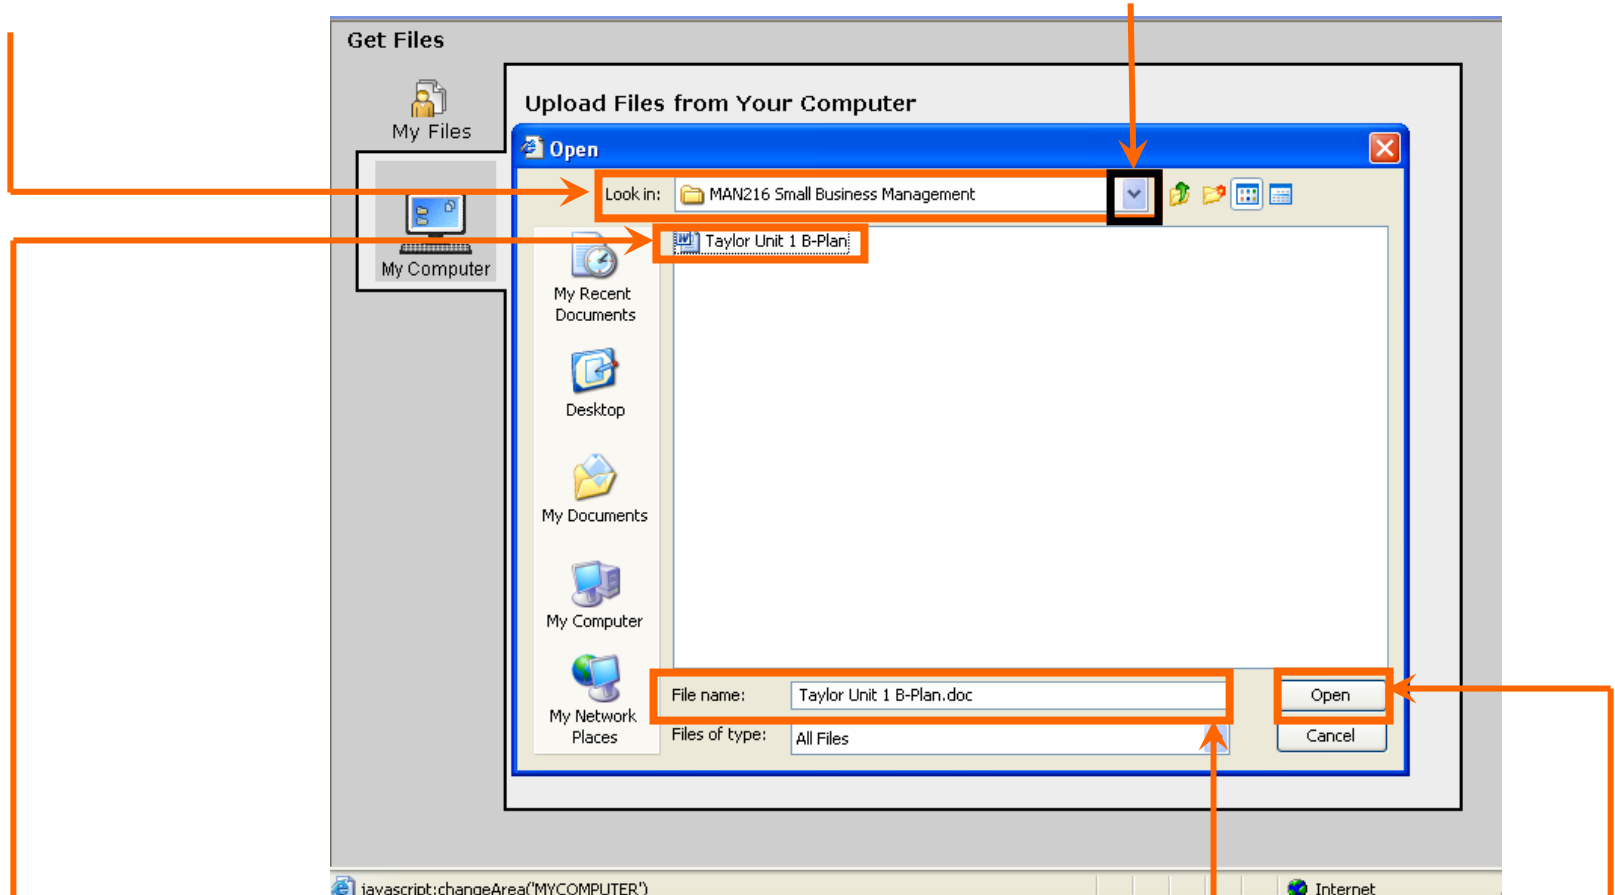 Get Files
My Files
Upload Files from Your Computer
Open
Look in:
MAN216 Small Business Management
My Computer
Taylor Unit 1 B-Plan
My Recent
Documents
Desktop
My Documents
My Computer
My Network
Places
File name:
Taylor Unit 1 B-Plan.doc
Open
Files of type:
All Files
Cancel
javascript:changeArea('MYCOMPUTER')
Internet